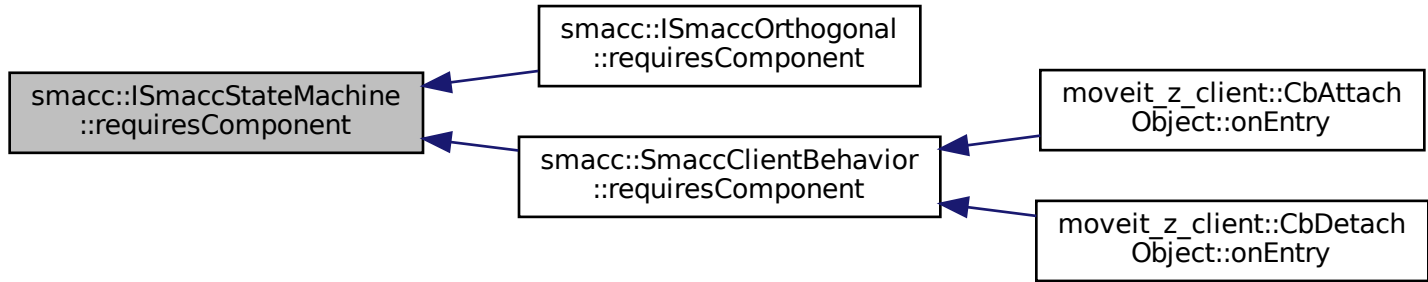 smacc::ISmaccStateMachine
::requiresComponent
smacc::ISmaccOrthogonal
::requiresComponent
smacc::SmaccClientBehavior
::requiresComponent
moveit_z_client::CbAttach
Object::onEntry
moveit_z_client::CbDetach
Object::onEntry